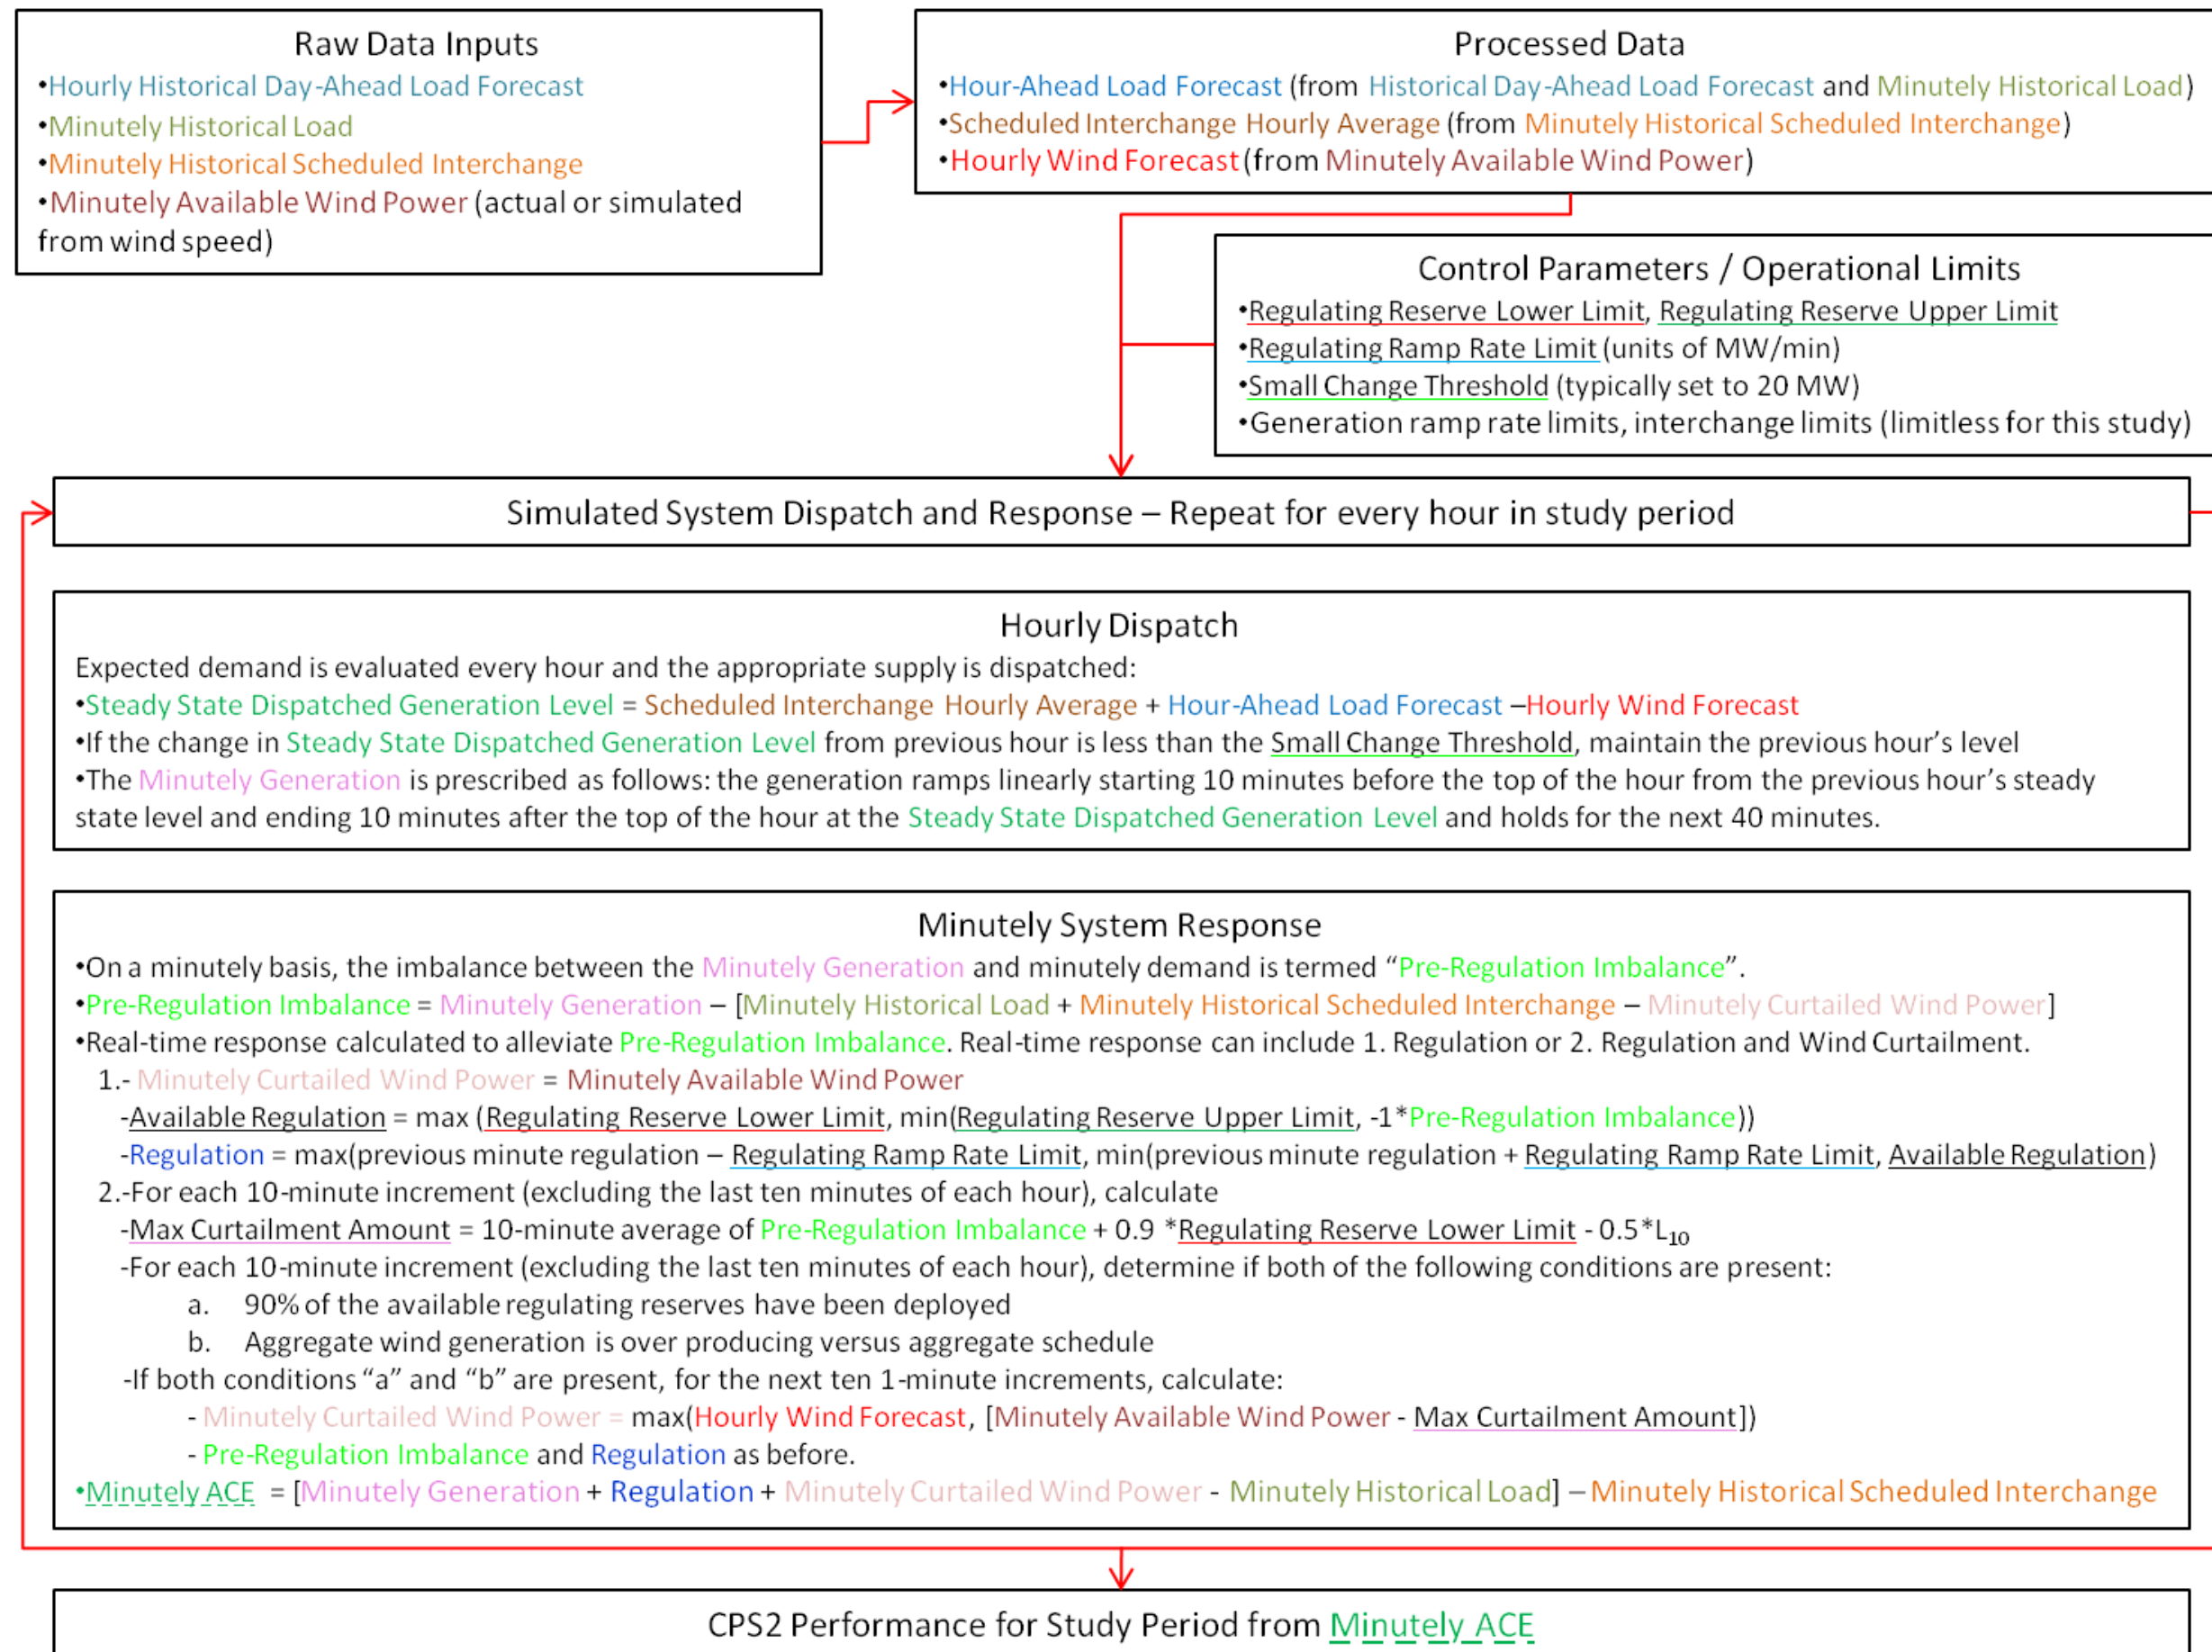 Raw Data Inputs
•Hourly Historical Day-Ahead Load Forecast
•Minutely Historical Load
•Minutely Historical Scheduled Interchange
•Minutely Available Wind Power (actual or simulated
from wind speed)
Processed Data
•Hour-Ahead Load Forecast (from Historical Day-Ahead Load Forecast and Minutely Historical Load)
•Scheduled Interchange Hourly Average (from Minutely Historical Scheduled Interchange)
•Hourly Wind Forecast (from Minutely Available Wind Power)
Control Parameters / Operational Limits
•Regulating Reserve Lower Limit, Regulating Reserve Upper Limit
•Regulating Ramp Rate Limit (units of MW/min)
•Small Change Threshold (typically set to 20 MW)
•Generation ramp rate limits, interchange limits (limitless for this study)
Simulated System Dispatch and Response – Repeat for every hour in study period
Hourly Dispatch
Expected demand is evaluated every hour and the appropriate supply is dispatched:
•Steady State Dispatched Generation Level = Scheduled Interchange Hourly Average + Hour-Ahead Load Forecast –Hourly Wind Forecast
•If the change in Steady State Dispatched Generation Level from previous hour is less than the Small Change Threshold, maintain the previous hour's level
•The Minutely Generation is prescribed as follows: the generation ramps linearly starting 10 minutes before the top of the hour from the previous hour's steady
state level and ending 10 minutes after the top of the hour at the Steady State Dispatched Generation Level and holds for the next 40 minutes.
Minutely System Response
•On a minutely basis, the imbalance between the Minutely Generation and minutely demand is termed "Pre-Regulation Imbalance".
•Pre-Regulation Imbalance = Minutely Generation – [Minutely Historical Load + Minutely Historical Scheduled Interchange – Minutely Curtailed Wind Power]
•Real-time response calculated to alleviate Pre-Regulation Imbalance. Real-time response can include 1. Regulation or 2. Regulation and Wind Curtailment.
1.- Minutely Curtailed Wind Power = Minutely Available Wind Power
-Available Regulation = max (Regulating Reserve Lower Limit, min(Regulating Reserve Upper Limit, -1*Pre-Regulation Imbalance))
-Regulation = max(previous minute regulation – Regulating Ramp Rate Limit, min(previous minute regulation + Regulating Ramp Rate Limit, Available Regulation)
2.-For each 10-minute increment (excluding the last ten minutes of each hour), calculate
-Max Curtailment Amount = 10-minute average of Pre-Regulation Imbalance + 0.9 *Regulating Reserve Lower Limit - 0.5*L₁₀
-For each 10-minute increment (excluding the last ten minutes of each hour), determine if both of the following conditions are present:
a. 90% of the available regulating reserves have been deployed
b. Aggregate wind generation is over producing versus aggregate schedule
-If both conditions "a" and "b" are present, for the next ten 1-minute increments, calculate:
- Minutely Curtailed Wind Power = max(Hourly Wind Forecast, [Minutely Available Wind Power - Max Curtailment Amount])
- Pre-Regulation Imbalance and Regulation as before.
•Minutely ACE = [Minutely Generation + Regulation + Minutely Curtailed Wind Power - Minutely Historical Load] – Minutely Historical Scheduled Interchange
CPS2 Performance for Study Period from Minutely ACE